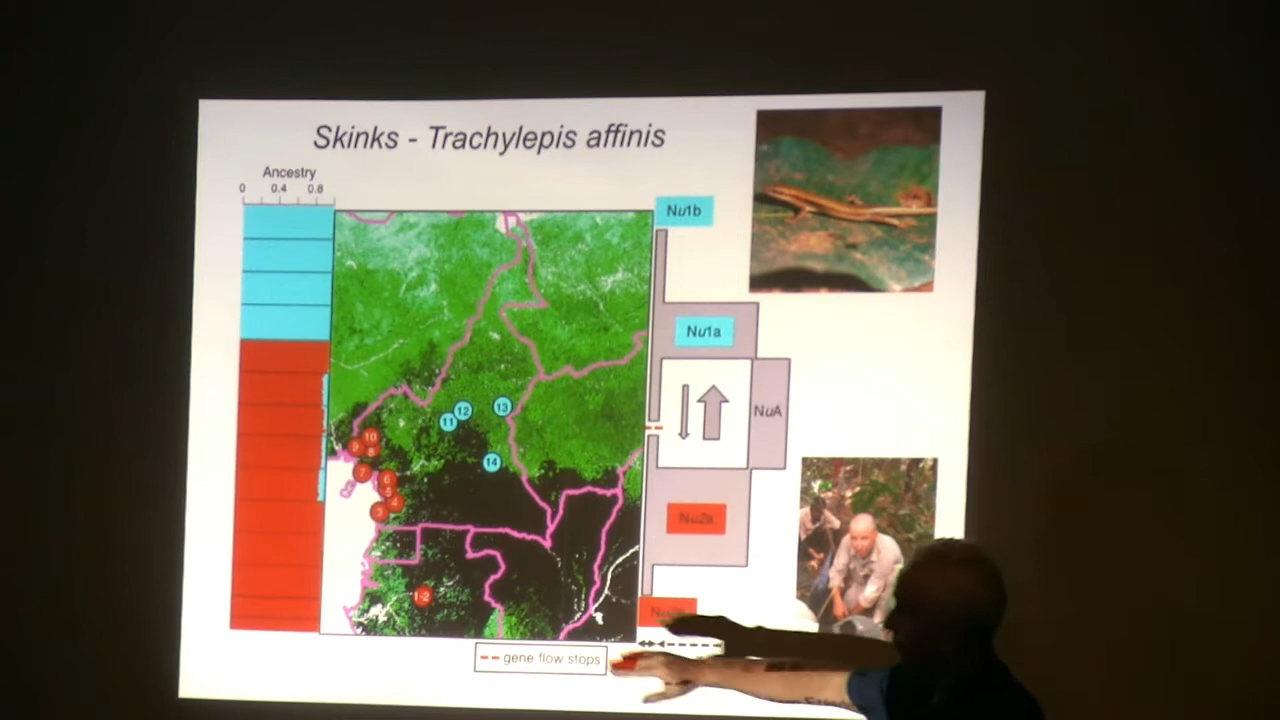 Skinks - Trachylepis affinis
Ancestry
0 0.4 0.8
Nu1b
Nu1a
NuA
Nu2a
13
12
11
14
10
9
8
7
6
5
4
3
1-2
gene flow stops